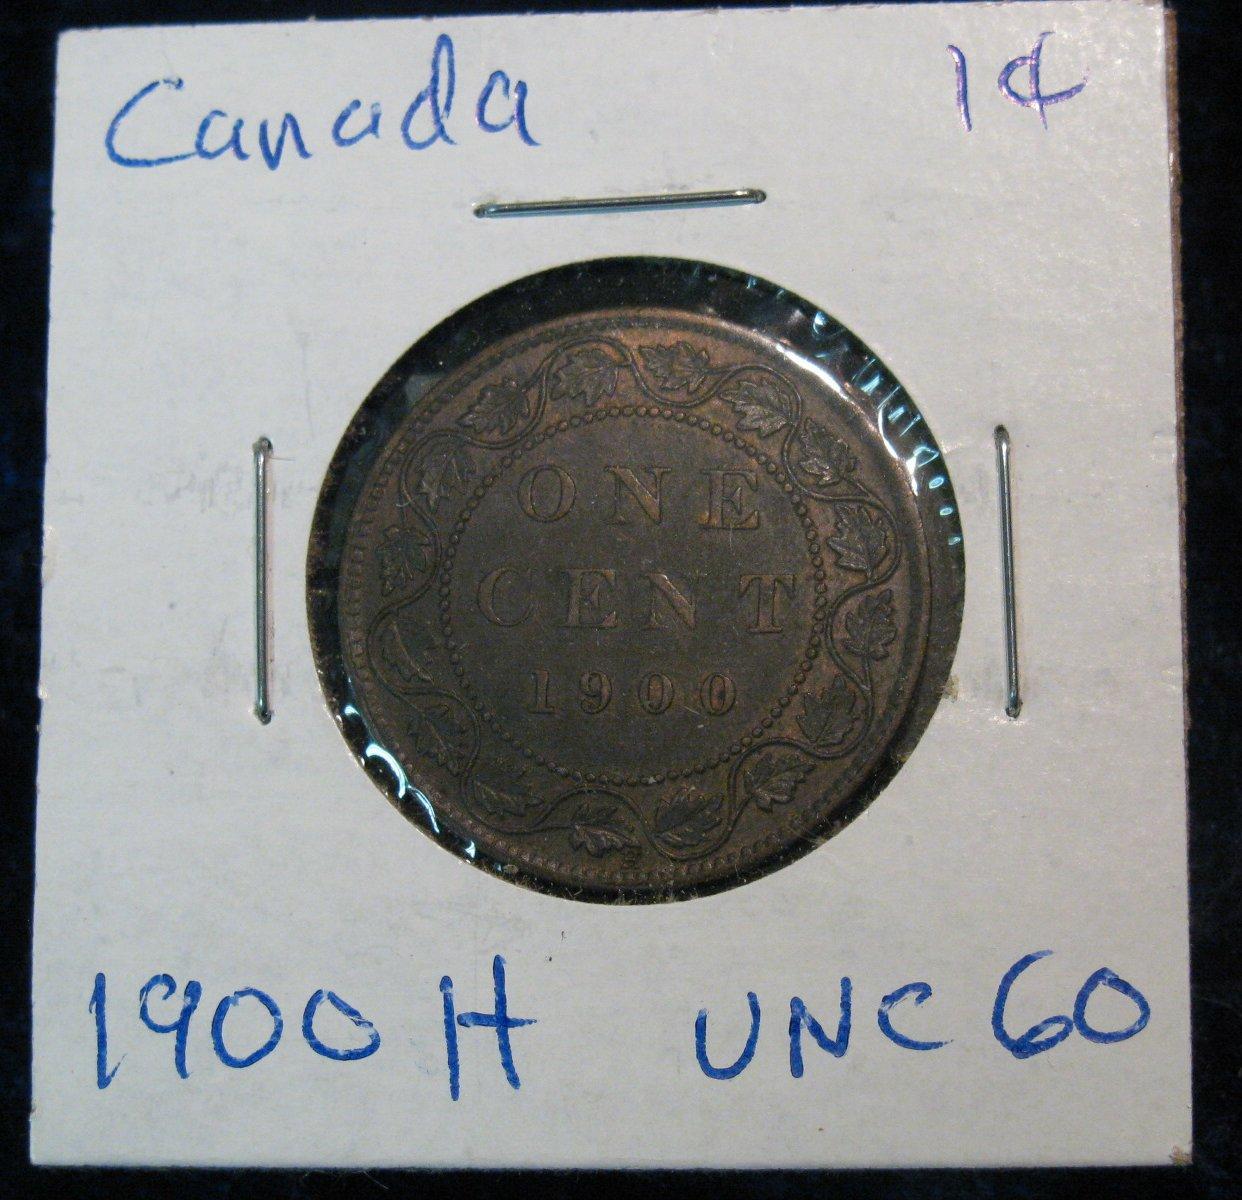 Canada 1¢
ONE
CENT
1900
H
1900 H UNC 60